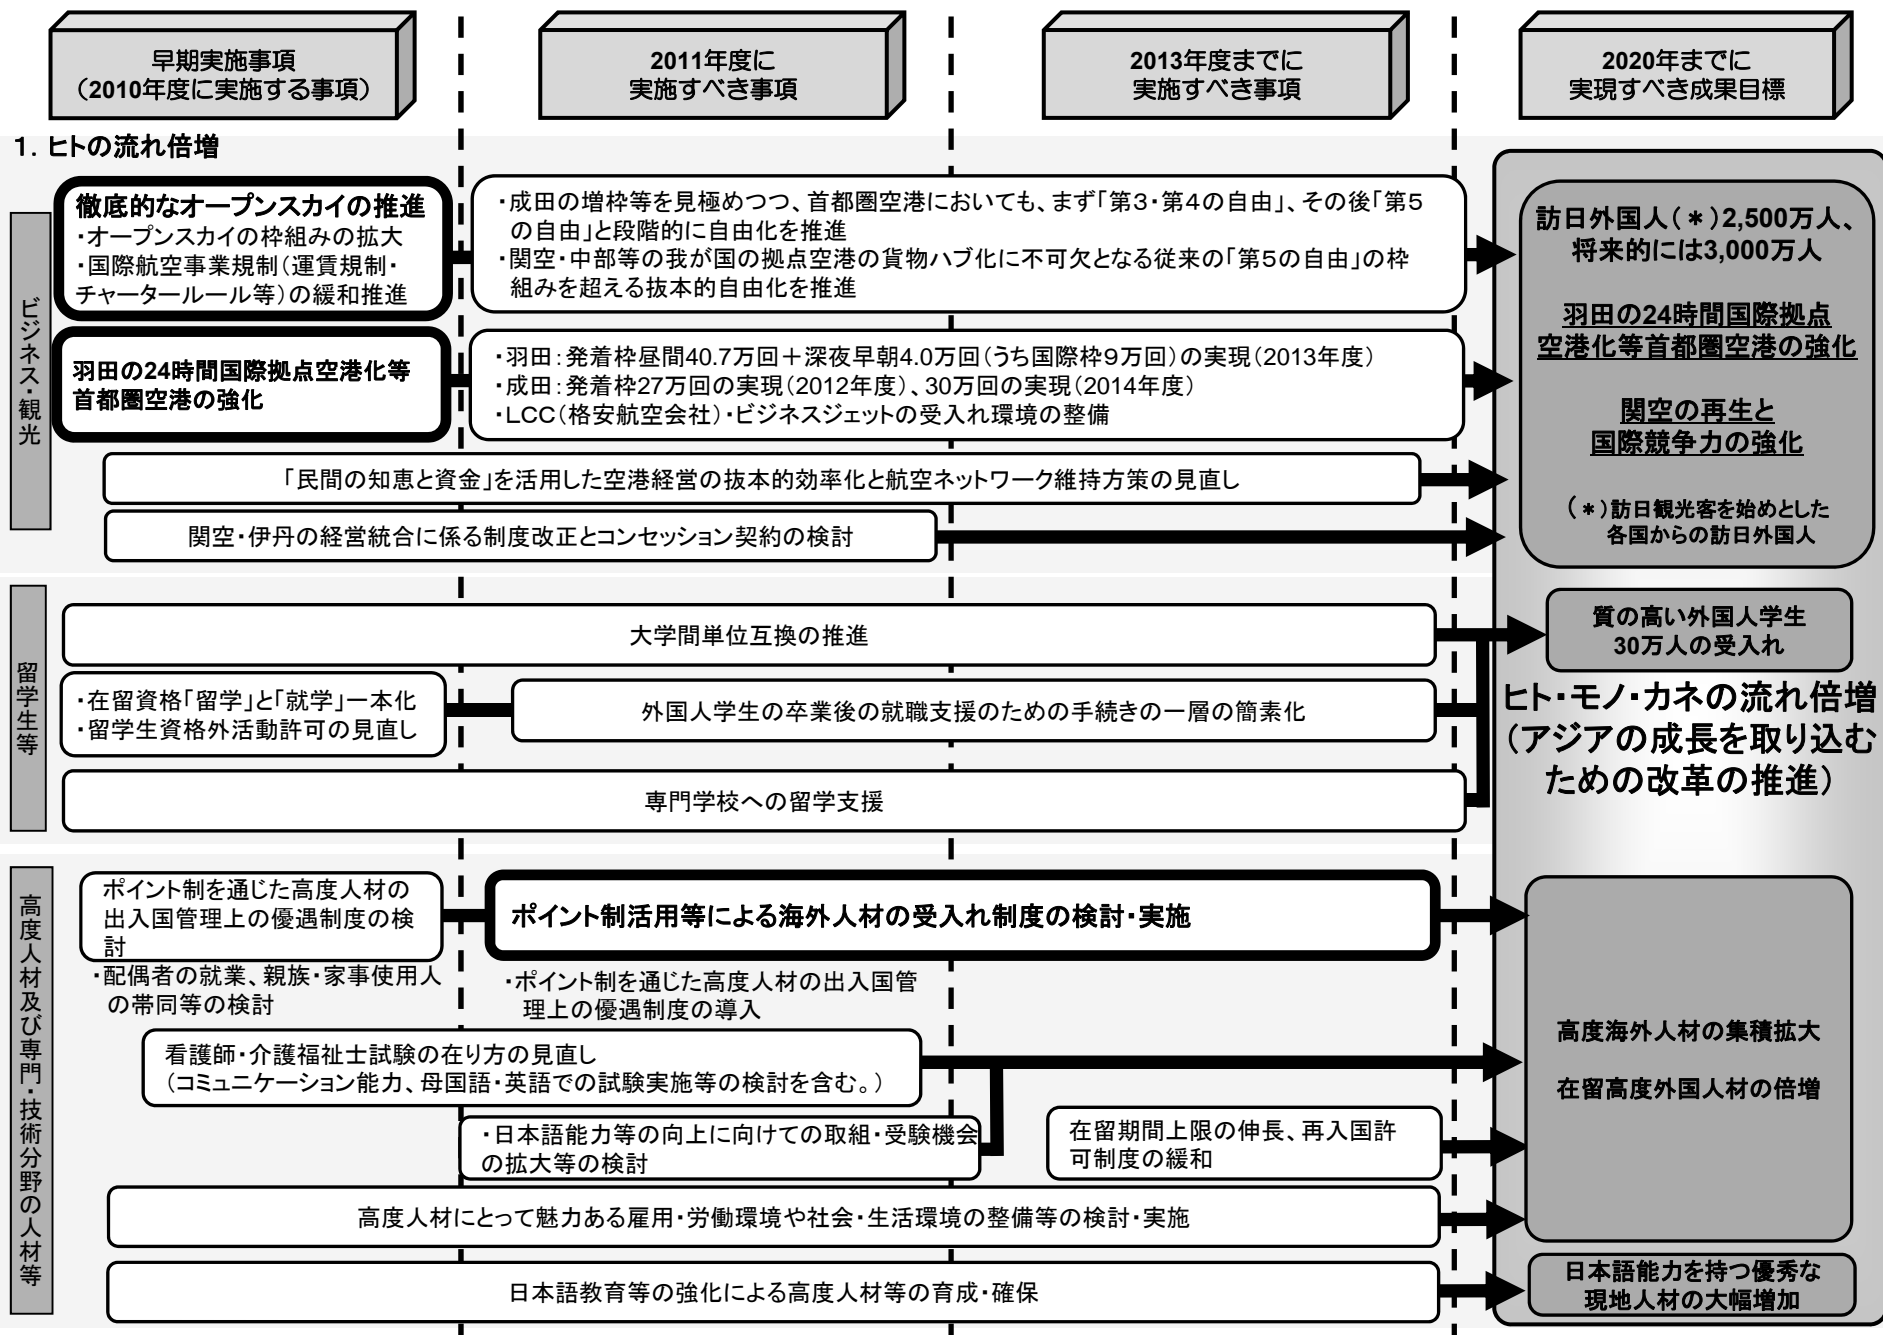 早期実施事項
（2010年度に実施する事項）
2011年度に
実施すべき事項
2013年度までに
実施すべき事項
2020年までに
実現すべき成果目標
１．ヒトの流れ倍増
ビジネス・観光
徹底的なオープンスカイの推進
・オープンスカイの枠組みの拡大
・国際航空事業規制（運賃規制・
チャータールール等）の緩和推進
・成田の増枠等を見極めつつ、首都圏空港においても、まず「第３・第４の自由」、その後「第５
の自由」と段階的に自由化を推進
・関空・中部等の我が国の拠点空港の貨物ハブ化に不可欠となる従来の「第５の自由」の枠
組みを超える抜本的自由化を推進
羽田の24時間国際拠点空港化等
首都圏空港の強化
・羽田：発着枠昼間40.7万回＋深夜早朝4.0万回（うち国際枠９万回）の実現（2013年度）
・成田：発着枠27万回の実現（2012年度）、30万回の実現（2014年度）
・LCC（格安航空会社）・ビジネスジェットの受入れ環境の整備
「民間の知恵と資金」を活用した空港経営の抜本的効率化と航空ネットワーク維持方策の見直し
関空・伊丹の経営統合に係る制度改正とコンセッション契約の検討
訪日外国人（＊）2,500万人、
将来的には3,000万人
羽田の24時間国際拠点
空港化等首都圏空港の強化
関空の再生と
国際競争力の強化
（＊）訪日観光客を始めとした
各国からの訪日外国人
留学生等
大学間単位互換の推進
・在留資格「留学」と「就学」一本化
・留学生資格外活動許可の見直し
外国人学生の卒業後の就職支援のための手続きの一層の簡素化
専門学校への留学支援
質の高い外国人学生
30万人の受入れ
ヒト・モノ・カネの流れ倍増
（アジアの成長を取り込む
ための改革の推進）
高度人材及び専門・技術分野の人材等
ポイント制を通じた高度人材の
出入国管理上の優遇制度の検
討
・配偶者の就業、親族・家事使用人
の帯同等の検討
ポイント制活用等による海外人材の受入れ制度の検討・実施
・ポイント制を通じた高度人材の出入国管
理上の優遇制度の導入
看護師・介護福祉士試験の在り方の見直し
（コミュニケーション能力、母国語・英語での試験実施等の検討を含む。）
・日本語能力等の向上に向けての取組・受験機会
の拡大等の検討
在留期間上限の伸長、再入国許
可制度の緩和
高度人材にとって魅力ある雇用・労働環境や社会・生活環境の整備等の検討・実施
日本語教育等の強化による高度人材等の育成・確保
高度海外人材の集積拡大
在留高度外国人材の倍増
日本語能力を持つ優秀な
現地人材の大幅増加